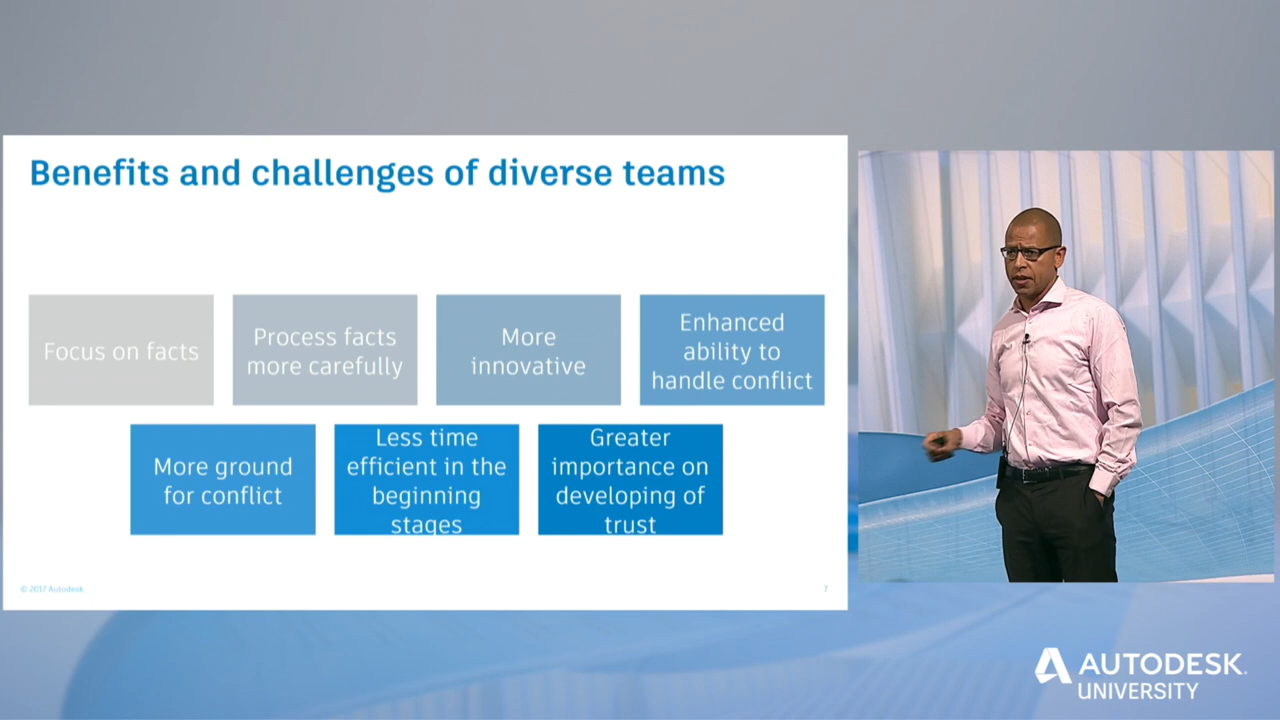 Benefits and challenges of diverse teams
Focus on facts
Process facts
more carefully
More
innovative
Enhanced
ability to
handle conflict
More ground
for conflict
Less time
efficient in the
beginning
stages
Greater
importance on
developing of
trust
© 2017 Autodesk
7
AUTODESK.
UNIVERSITY